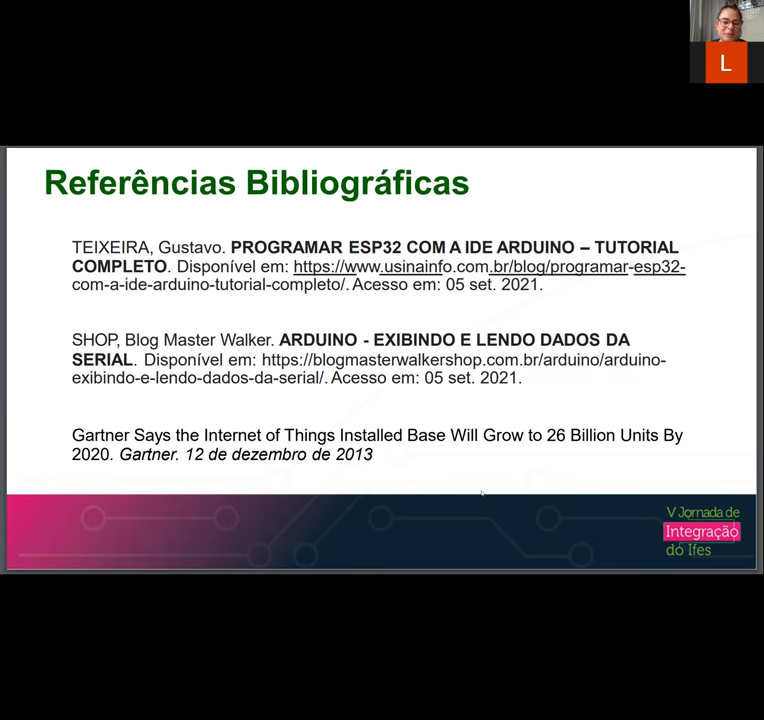 L
Referências Bibliográficas
TEIXEIRA, Gustavo. PROGRAMAR ESP32 COM A IDE ARDUINO – TUTORIAL
COMPLETO. Disponível em: https://www.usinainfo.com.br/blog/programar-esp32-
com-a-ide-arduino-tutorial-completo/. Acesso em: 05 set. 2021.
SHOP, Blog Master Walker. ARDUINO - EXIBINDO E LENDO DADOS DA
SERIAL. Disponível em: https://blogmasterwalkershop.com.br/arduino/arduino-
exibindo-e-lendo-dados-da-serial/. Acesso em: 05 set. 2021.
Gartner Says the Internet of Things Installed Base Will Grow to 26 Billion Units By
2020. Gartner. 12 de dezembro de 2013
V Jornada de
Integração
do Ifes